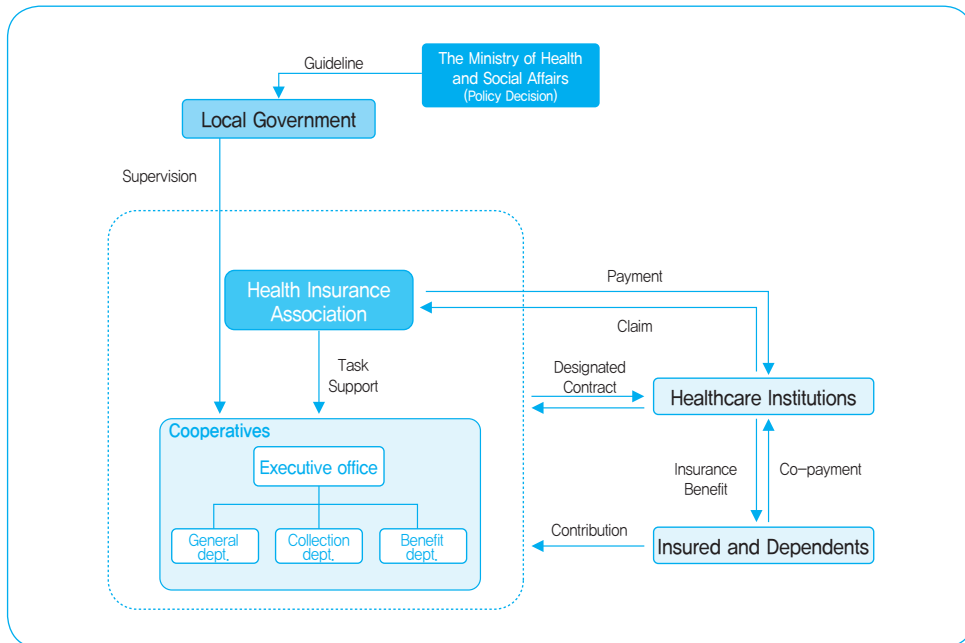 Guideline
The Ministry of Health
and Social Affairs
(Policy Decision)
Local Government
Supervision
Health Insurance
Association
Payment
Claim
Task
Support
Designated
Contract
Healthcare Institutions
Cooperatives
Executive office
Insurance
Benefit
Co-payment
General
dept.
Collection
dept.
Benefit
dept.
Contribution
Insured and Dependents